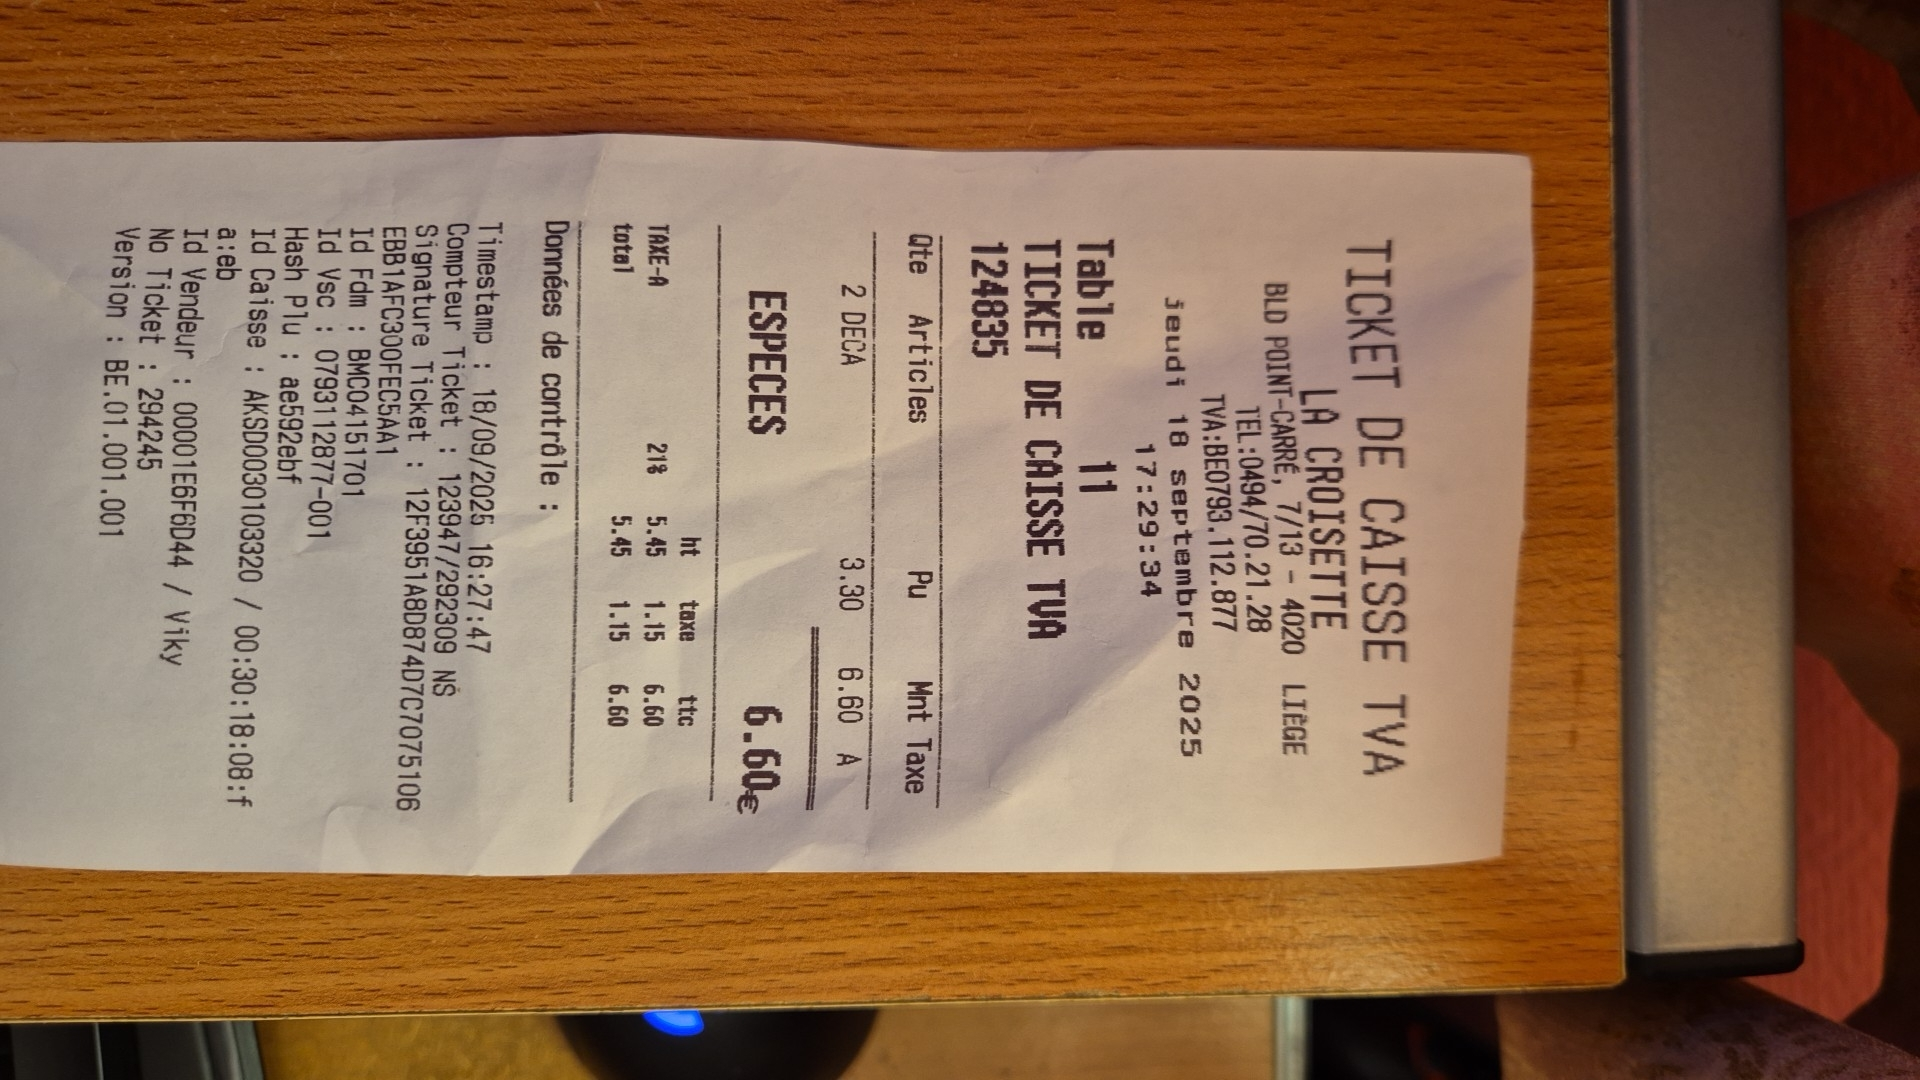 TICKET DE CAISSE TVA
LA CROISETTE
BLD POINT-CARRÉ, 7/13 - 4020 LIÈGE
TEL:0494/70.21.28
TVA:BE0793.112.877
jeudi 18 septembre 2025
17:29:34
Table 11
TICKET DE CAISSE TVA
124835
Qte Articles Pu Mnt Taxe
2 DECA 3.30 6.60 A
ESPECES 6.60€
ht taxe ttc
TAXE-A 21% 5.45 1.15 6.60
total 5.45 1.15 6.60
Données de contrôle :
Timestamp : 18/09/2025 16:27:47
Compteur Ticket : 123947/292309 NS
Signature Ticket : 12F3951A8D874D7C7075106
EBB1AFC300FEC5AA1
Id Fdm : BMC04151701
Id Vsc : 0793112877-001
Hash Plu : ae592ebf
Id Caisse : AKSD0030103320 / 00:30:18:08:f
a:eb
Id Vendeur : 00001E6F6D44 / Viky
No Ticket : 294245
Version : BE.01.001.001